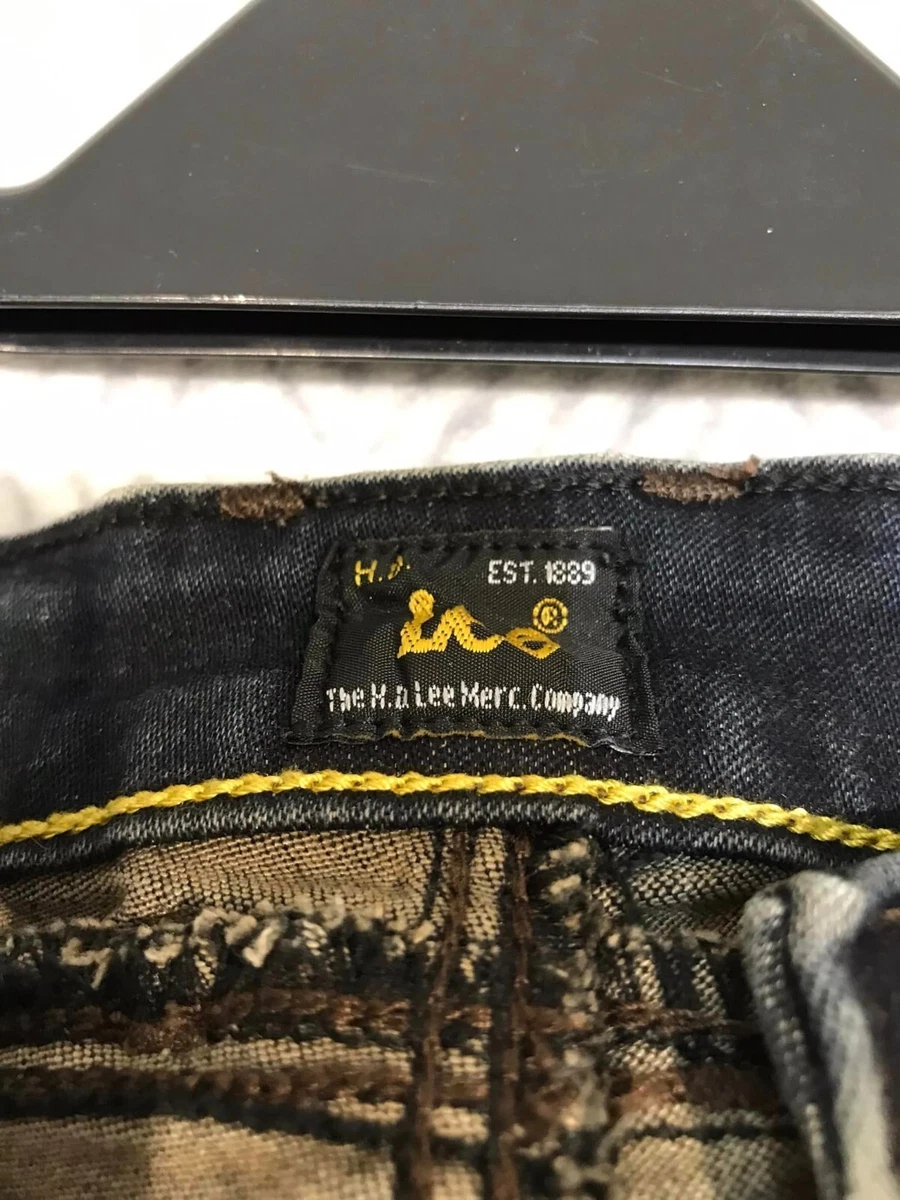 H.D. EST. 1889
Lee ®
The H.D. Lee Merc. Company